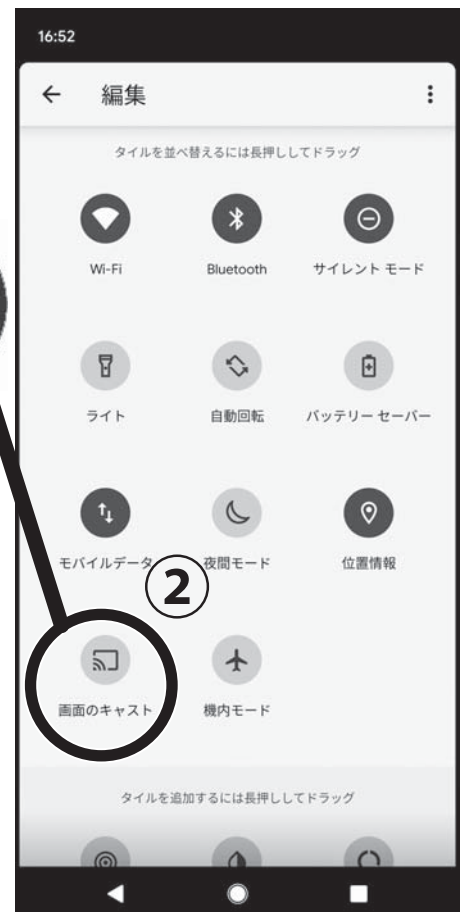 16:52
編集
タイルを並べ替えるには長押ししてドラッグ
Wi-Fi
Bluetooth
サイレント モード
ライト
自動回転
バッテリー セーバー
モバイルデータ
夜間モード
位置情報
②
画面のキャスト
機内モード
タイルを追加するには長押ししてドラッグ